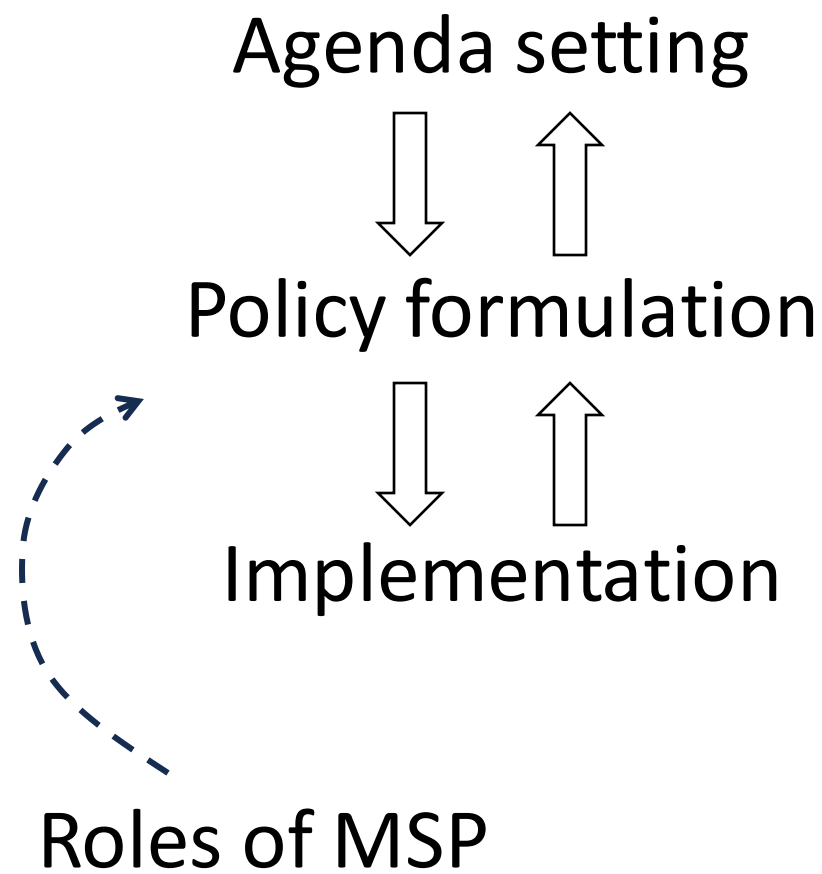 Agenda setting
Policy formulation
Implementation
Roles of MSP